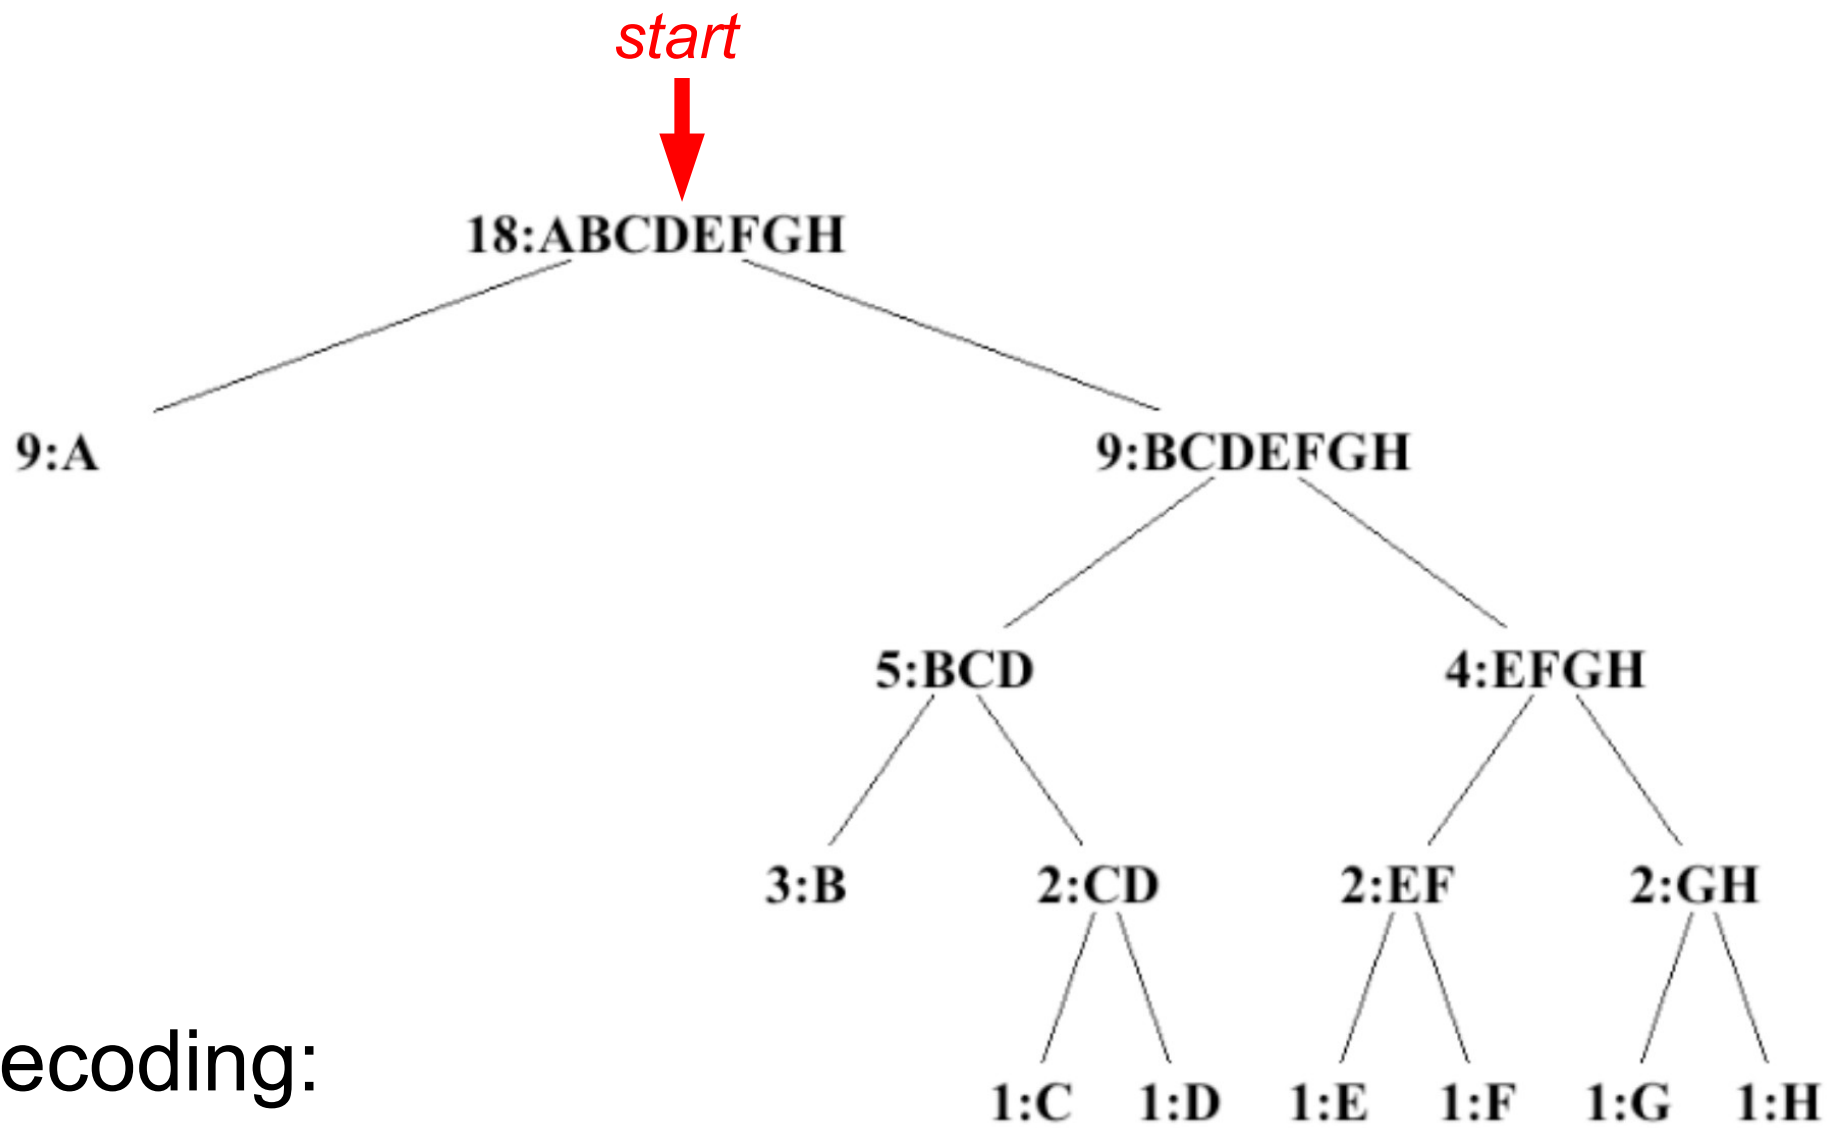 start
18:ABCDEFGH
9:A 9:BCDEFGH
5:BCD 4:EFGH
3:B 2:CD 2:EF 2:GH
ecoding:
1:C 1:D 1:E 1:F 1:G 1:H